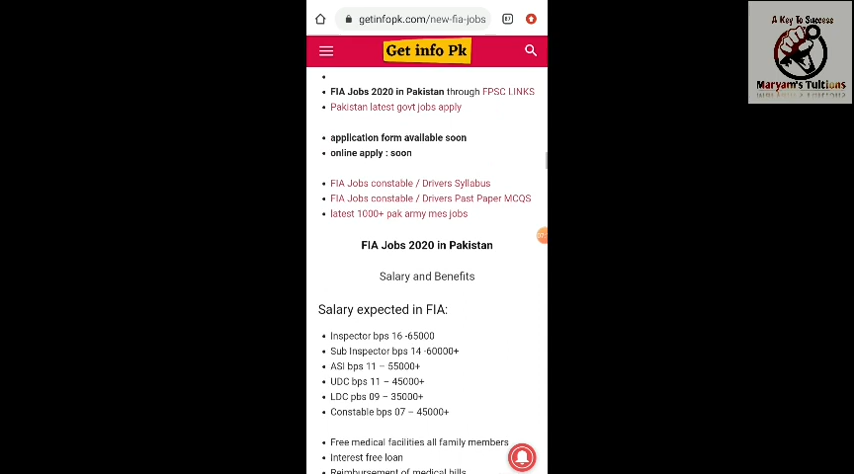 getinfopk.com/new-fia-jobs
A Key To Success
Maryam's Tuitions
Get info Pk
FIA Jobs 2020 in Pakistan through FPSC LINKS
Pakistan latest govt jobs apply
application form available soon
online apply : soon
FIA Jobs constable / Drivers Syllabus
FIA Jobs constable / Drivers Past Paper MCQS
latest 1000+ pak army mes jobs
FIA Jobs 2020 in Pakistan
Salary and Benefits
Salary expected in FIA:
Inspector bps 16 -65000
Sub Inspector bps 14 -60000+
ASI bps 11 – 55000+
UDC bps 11 – 45000+
LDC pbs 09 – 35000+
Constable bps 07 – 45000+
Free medical facilities all family members
Interest free loan
Reimbursement of medical bills